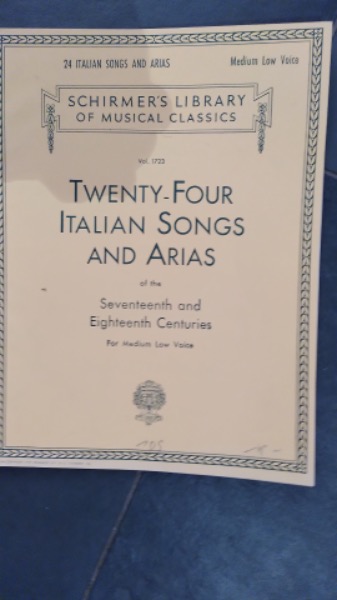 24 ITALIAN SONGS AND ARIAS Medium Low Voice
SCHIRMER'S LIBRARY
OF MUSICAL CLASSICS
Vol. 1723
TWENTY-FOUR
ITALIAN SONGS
AND ARIAS
of the
Seventeenth and
Eighteenth Centuries
For Medium Low Voice